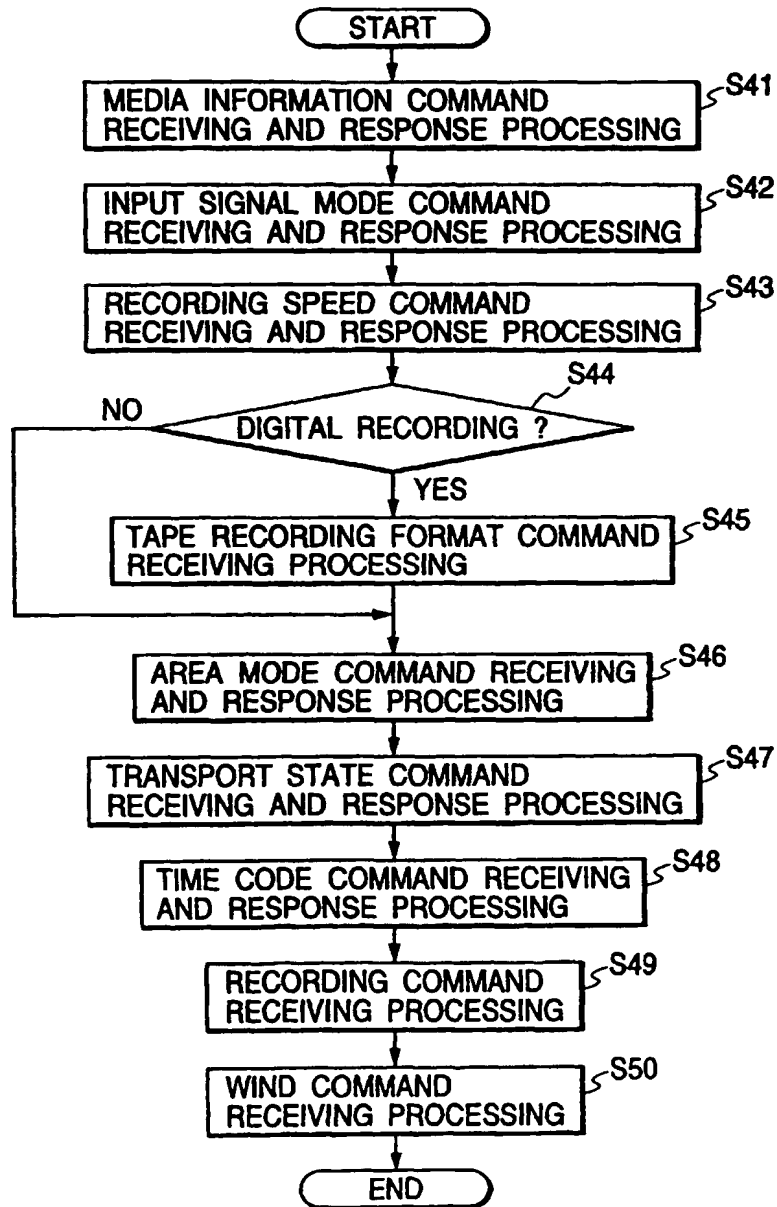 START
MEDIA INFORMATION COMMAND
RECEIVING AND RESPONSE PROCESSING
S41
INPUT SIGNAL MODE COMMAND
RECEIVING AND RESPONSE PROCESSING
S42
RECORDING SPEED COMMAND
RECEIVING AND RESPONSE PROCESSING
S43
S44
NO
DIGITAL RECORDING ?
YES
TAPE RECORDING FORMAT COMMAND
RECEIVING PROCESSING
S45
AREA MODE COMMAND RECEIVING
AND RESPONSE PROCESSING
S46
TRANSPORT STATE COMMAND
RECEIVING AND RESPONSE PROCESSING
S47
TIME CODE COMMAND RECEIVING
AND RESPONSE PROCESSING
S48
RECORDING COMMAND
RECEIVING PROCESSING
S49
WIND COMMAND
RECEIVING PROCESSING
S50
END